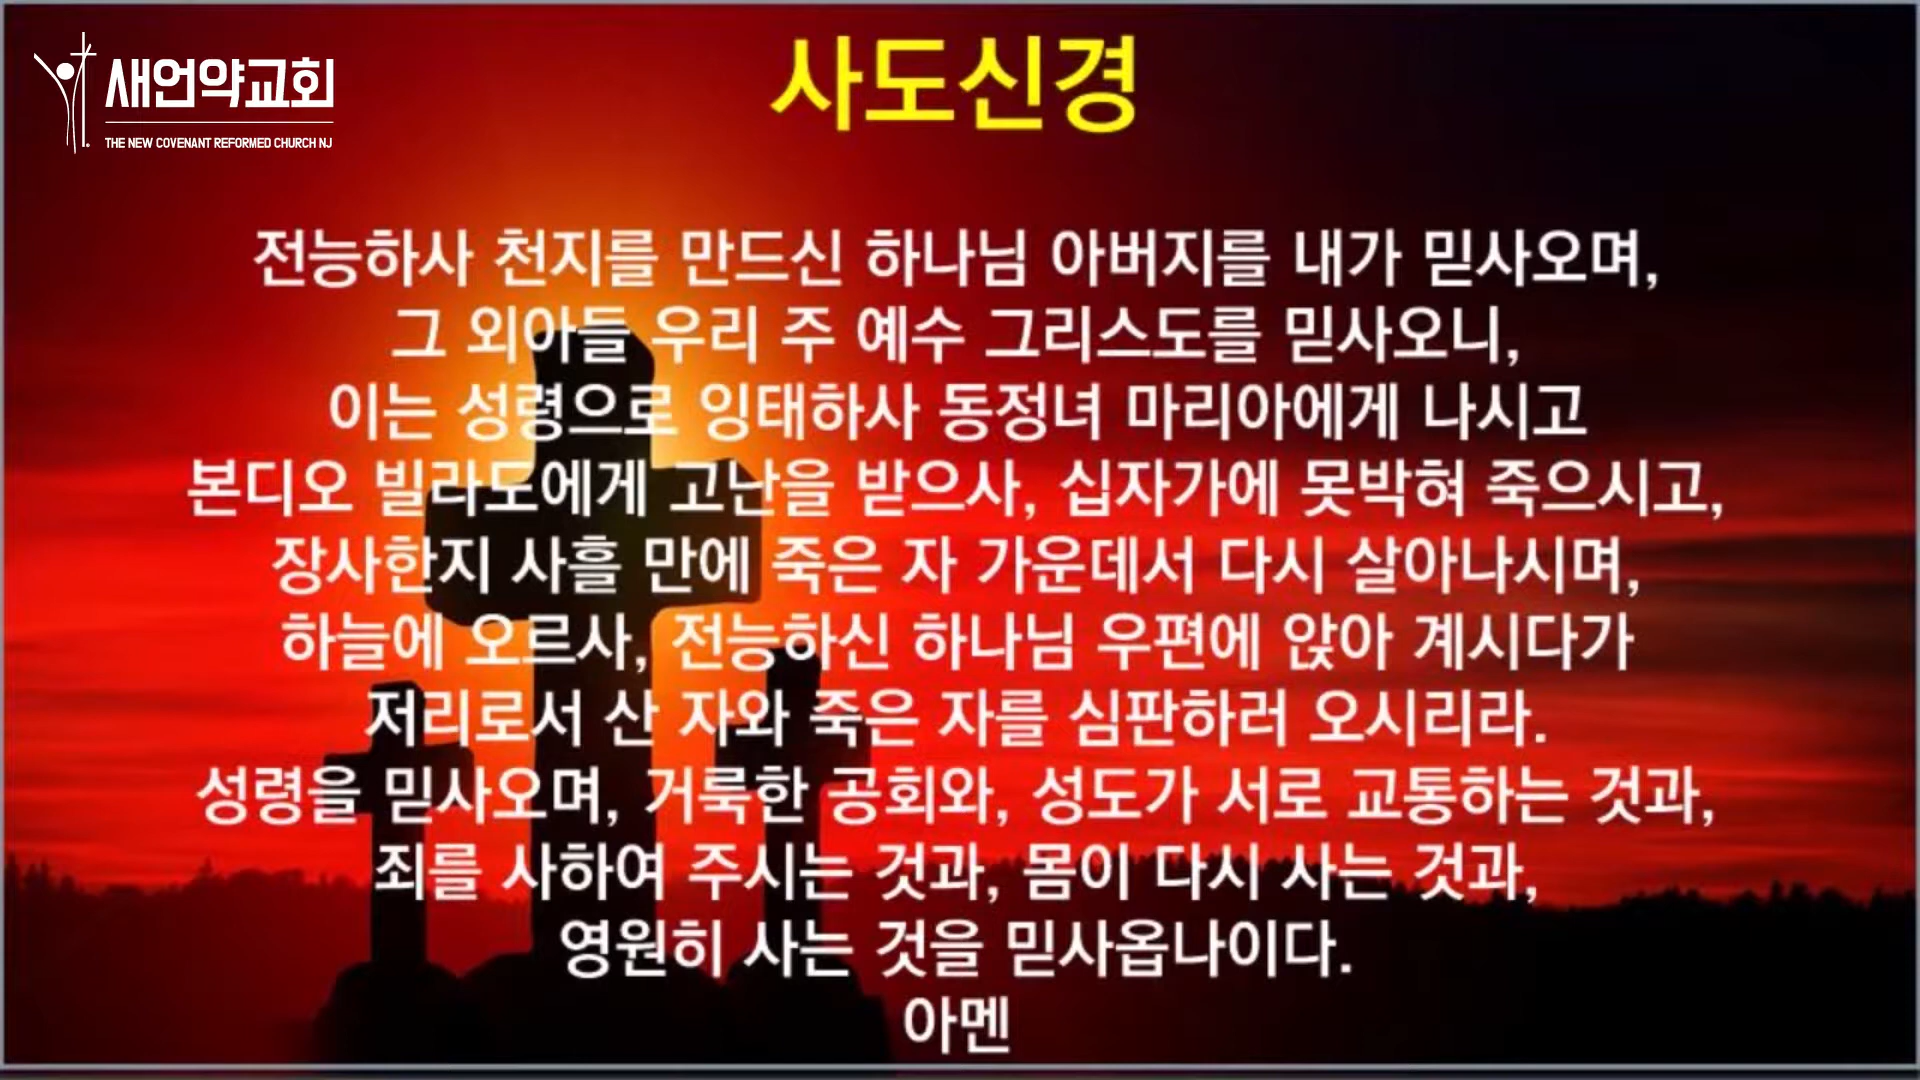 새언약교회
THE NEW COVENANT REFORMED CHURCH NJ
사도신경
전능하사 천지를 만드신 하나님 아버지를 내가 믿사오며,
그 외아들 우리 주 예수 그리스도를 믿사오니,
이는 성령으로 잉태하사 동정녀 마리아에게 나시고
본디오 빌라도에게 고난을 받으사, 십자가에 못박혀 죽으시고,
장사한지 사흘 만에 죽은 자 가운데서 다시 살아나시며,
하늘에 오르사, 전능하신 하나님 우편에 앉아 계시다가
저리로서 산 자와 죽은 자를 심판하러 오시리라.
성령을 믿사오며, 거룩한 공회와, 성도가 서로 교통하는 것과,
죄를 사하여 주시는 것과, 몸이 다시 사는 것과,
영원히 사는 것을 믿사옵나이다.
아멘